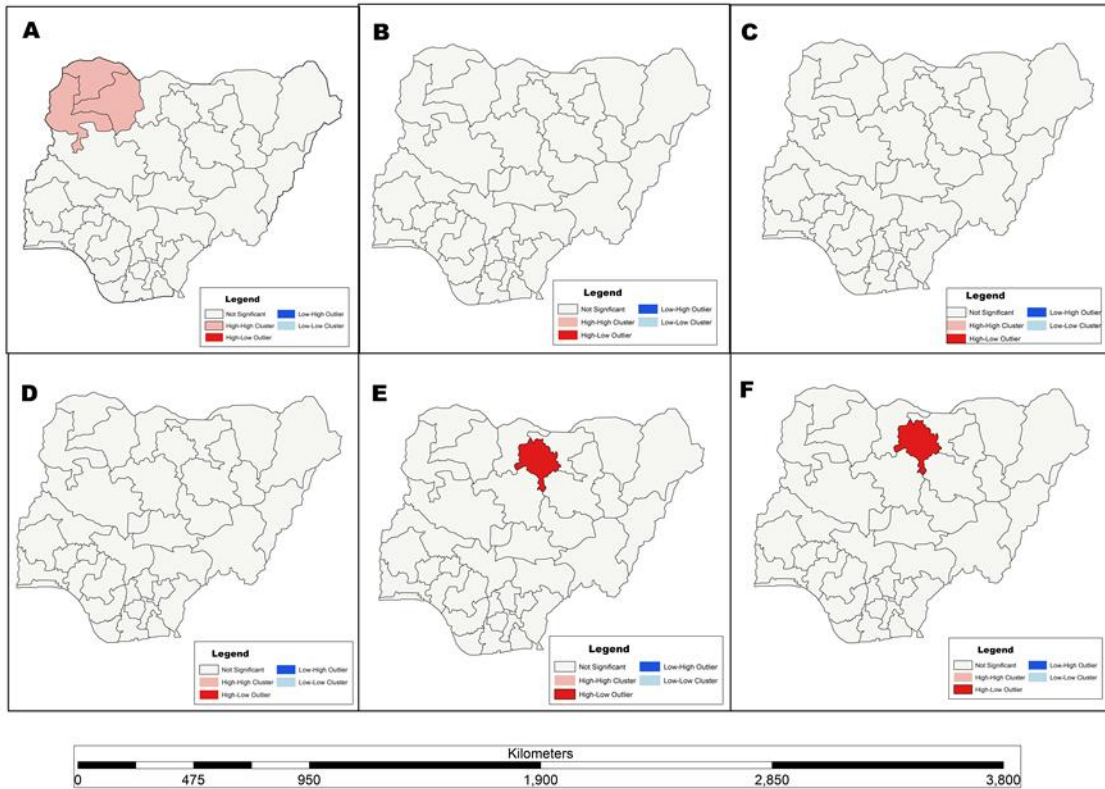 A
B
C
Legend
Not Significant Low-High Outlier
High-High Cluster Low-Low Cluster
High-Low Outlier
Legend
Not Significant Low-High Outlier
High-High Cluster Low-Low Cluster
High-Low Outlier
Legend
Not Significant Low-High Outlier
High-High Cluster Low-Low Cluster
High-Low Outlier
D
E
F
Legend
Not Significant Low-High Outlier
High-High Cluster Low-Low Cluster
High-Low Outlier
Legend
Not Significant Low-High Outlier
High-High Cluster Low-Low Cluster
High-Low Outlier
Legend
Not Significant Low-High Outlier
High-High Cluster Low-Low Cluster
High-Low Outlier
Kilometers
0 475 950 1,900 2,850 3,800